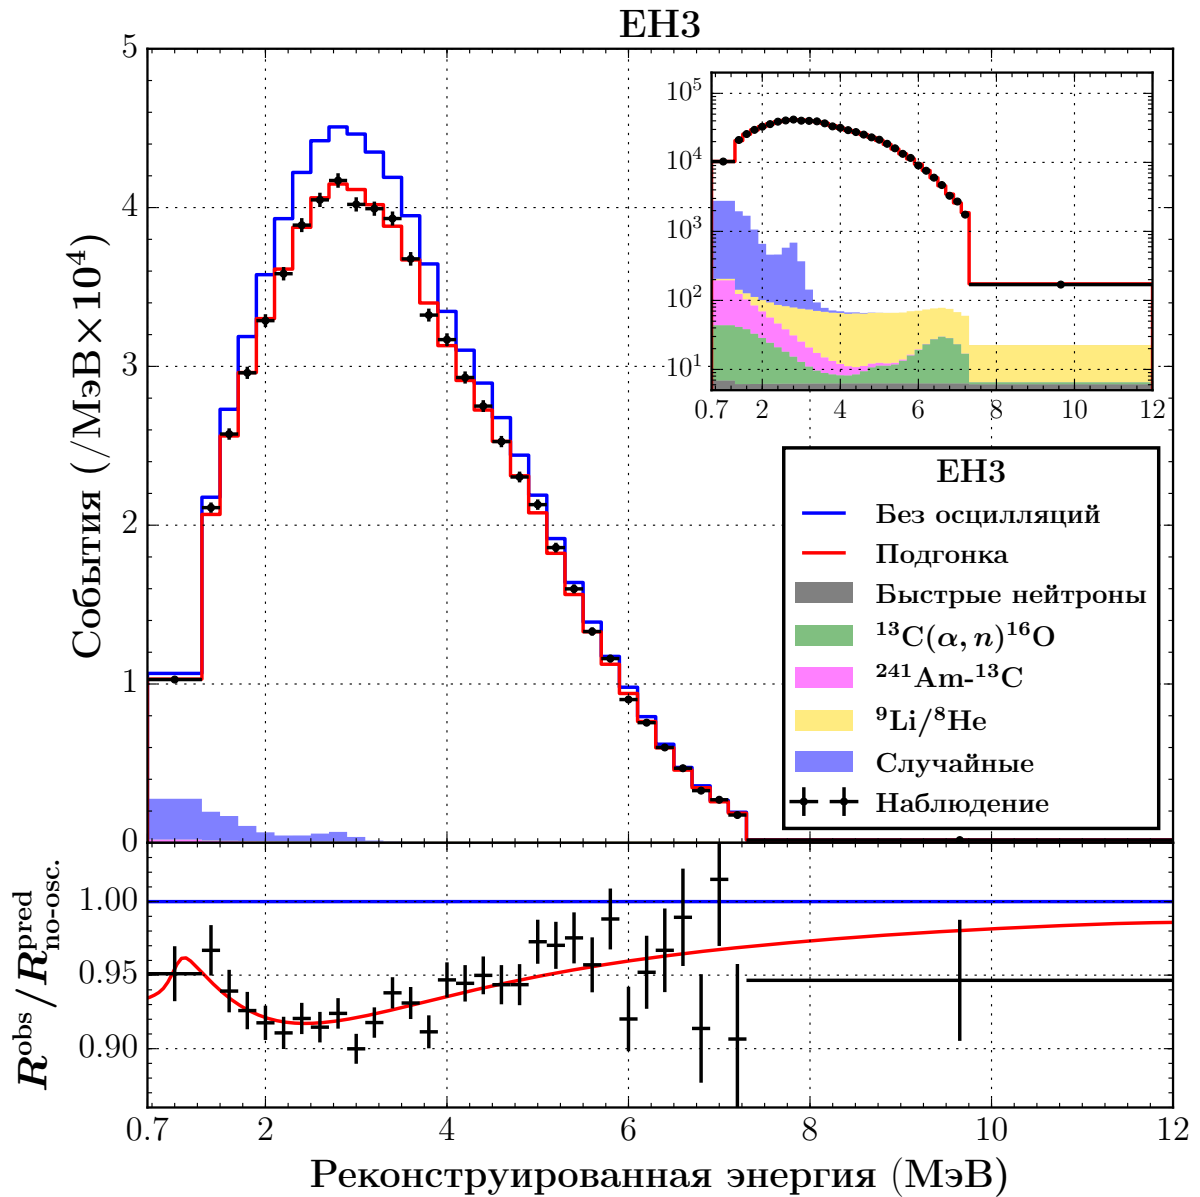 EH3
События (/МэВ×10⁴)
5
4
3
2
1
0
10⁵
10⁴
10³
10²
10¹
0.7 2 4 6 8 10 12
EH3
Без осцилляций
Подгонка
Быстрые нейтроны
¹³C(α, n)¹⁶O
²⁴¹Am-¹³C
⁹Li/⁸He
Случайные
Наблюдение
R^obs / R^pred_no-osc.
1.00
0.95
0.90
0.7 2 4 6 8 10 12
Реконструированная энергия (МэВ)